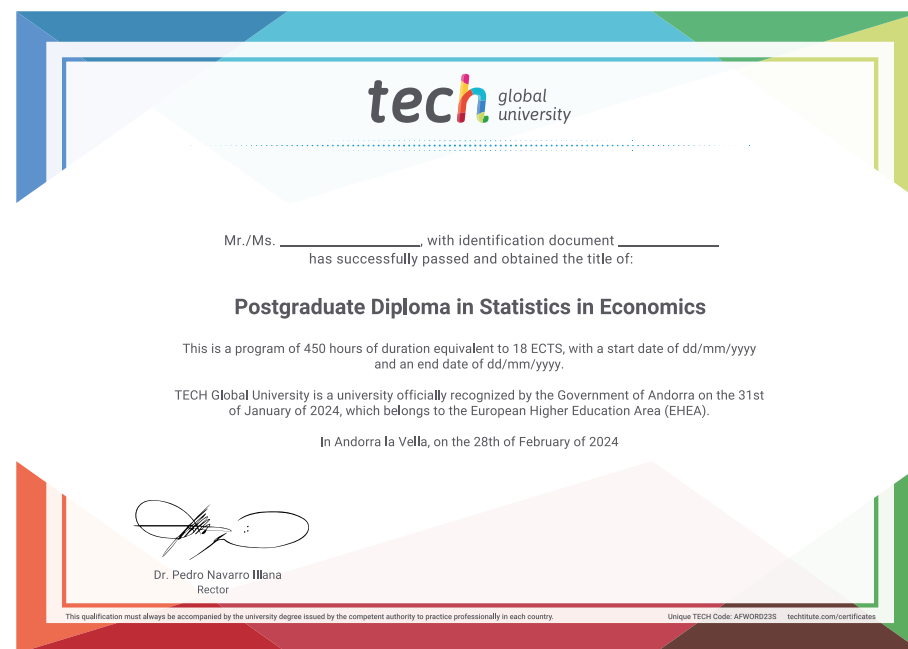 tech global
university
Mr./Ms. ____________________, with identification document ______________
has successfully passed and obtained the title of:
Postgraduate Diploma in Statistics in Economics
This is a program of 450 hours of duration equivalent to 18 ECTS, with a start date of dd/mm/yyyy
and an end date of dd/mm/yyyy.
TECH Global University is a university officially recognized by the Government of Andorra on the 31st
of January of 2024, which belongs to the European Higher Education Area (EHEA).
In Andorra la Vella, on the 28th of February of 2024
Dr. Pedro Navarro Illana
Rector
This qualification must always be accompanied by the university degree issued by the competent authority to practice professionally in each country. Unique TECH Code: AFWORD23S techtitute.com/certificates